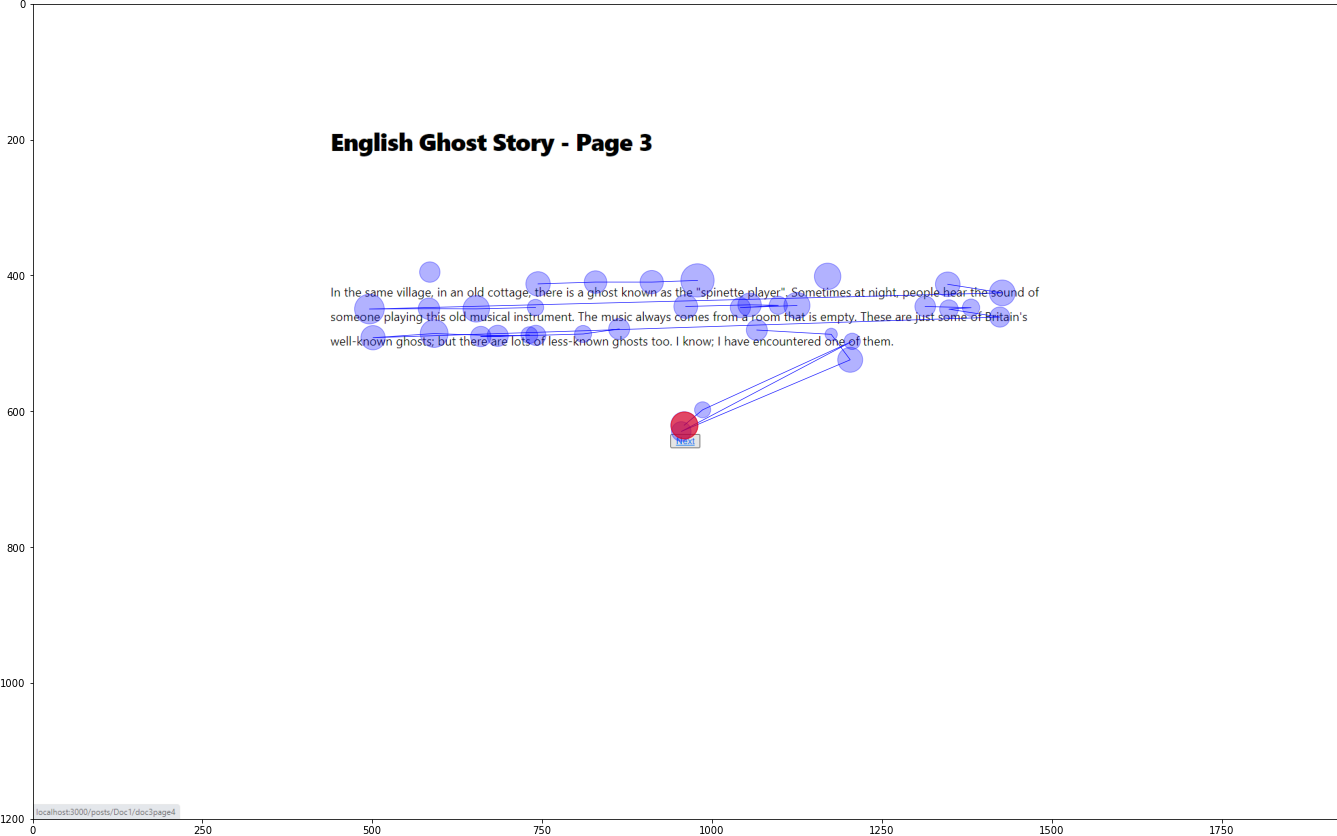 English Ghost Story - Page 3
In the same village, in an old cottage, there is a ghost known as the "spinette player". Sometimes at night, people hear the sound of
someone playing this old musical instrument. The music always comes from a room that is empty. These are just some of Britain's
well-known ghosts; but there are lots of less-known ghosts too. I know; I have encountered one of them.
Next
localhost:3000/posts/Doc1/doc3page4
0
200
400
600
800
1000
1200
0 250 500 750 1000 1250 1500 1750